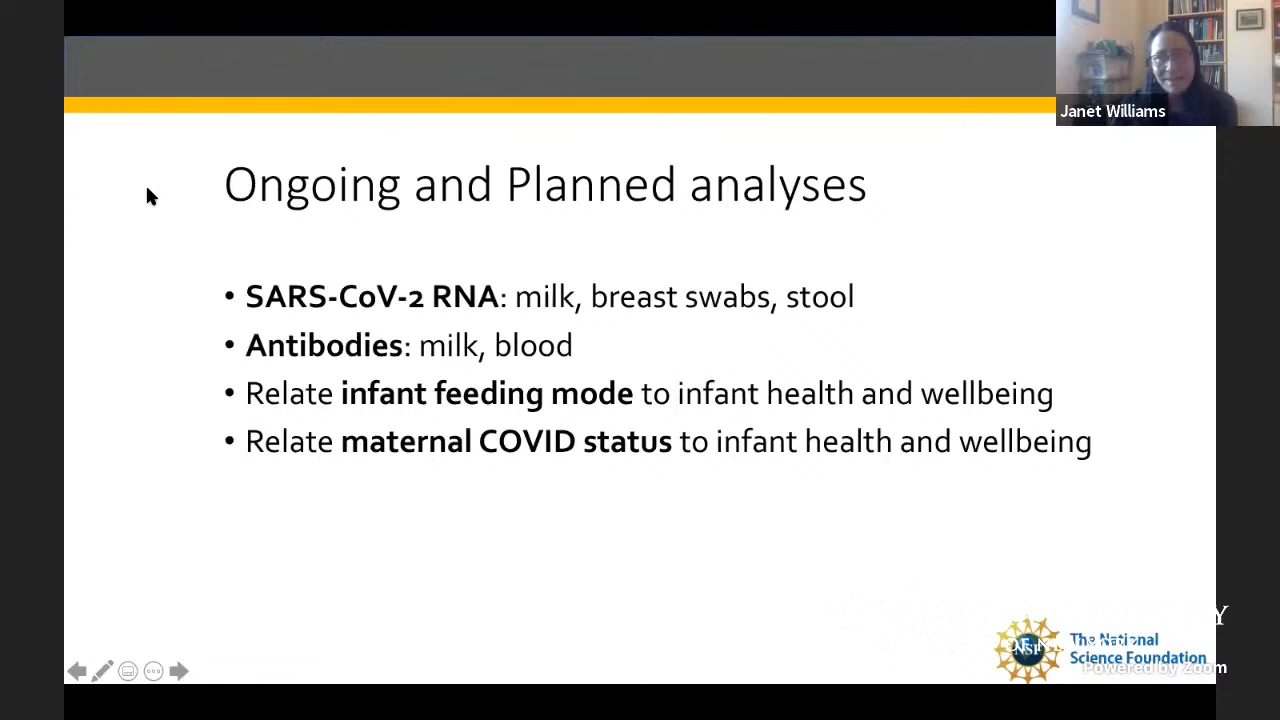 Janet Williams
Ongoing and Planned analyses
• SARS-CoV-2 RNA: milk, breast swabs, stool
• Antibodies: milk, blood
• Relate infant feeding mode to infant health and wellbeing
• Relate maternal COVID status to infant health and wellbeing
Y
NSF
The National
Science Foundation
Powered by Zoom